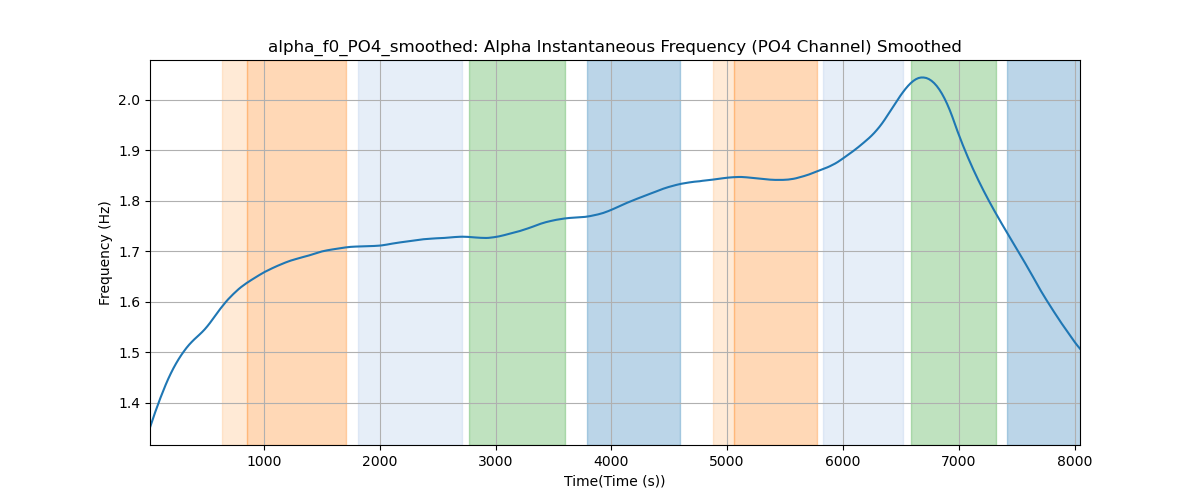 alpha_f0_PO4_smoothed: Alpha Instantaneous Frequency (PO4 Channel) Smoothed
Frequency (Hz)
2.0
1.9
1.8
1.7
1.6
1.5
1.4
1000 2000 3000 4000 5000 6000 7000 8000
Time(Time (s))